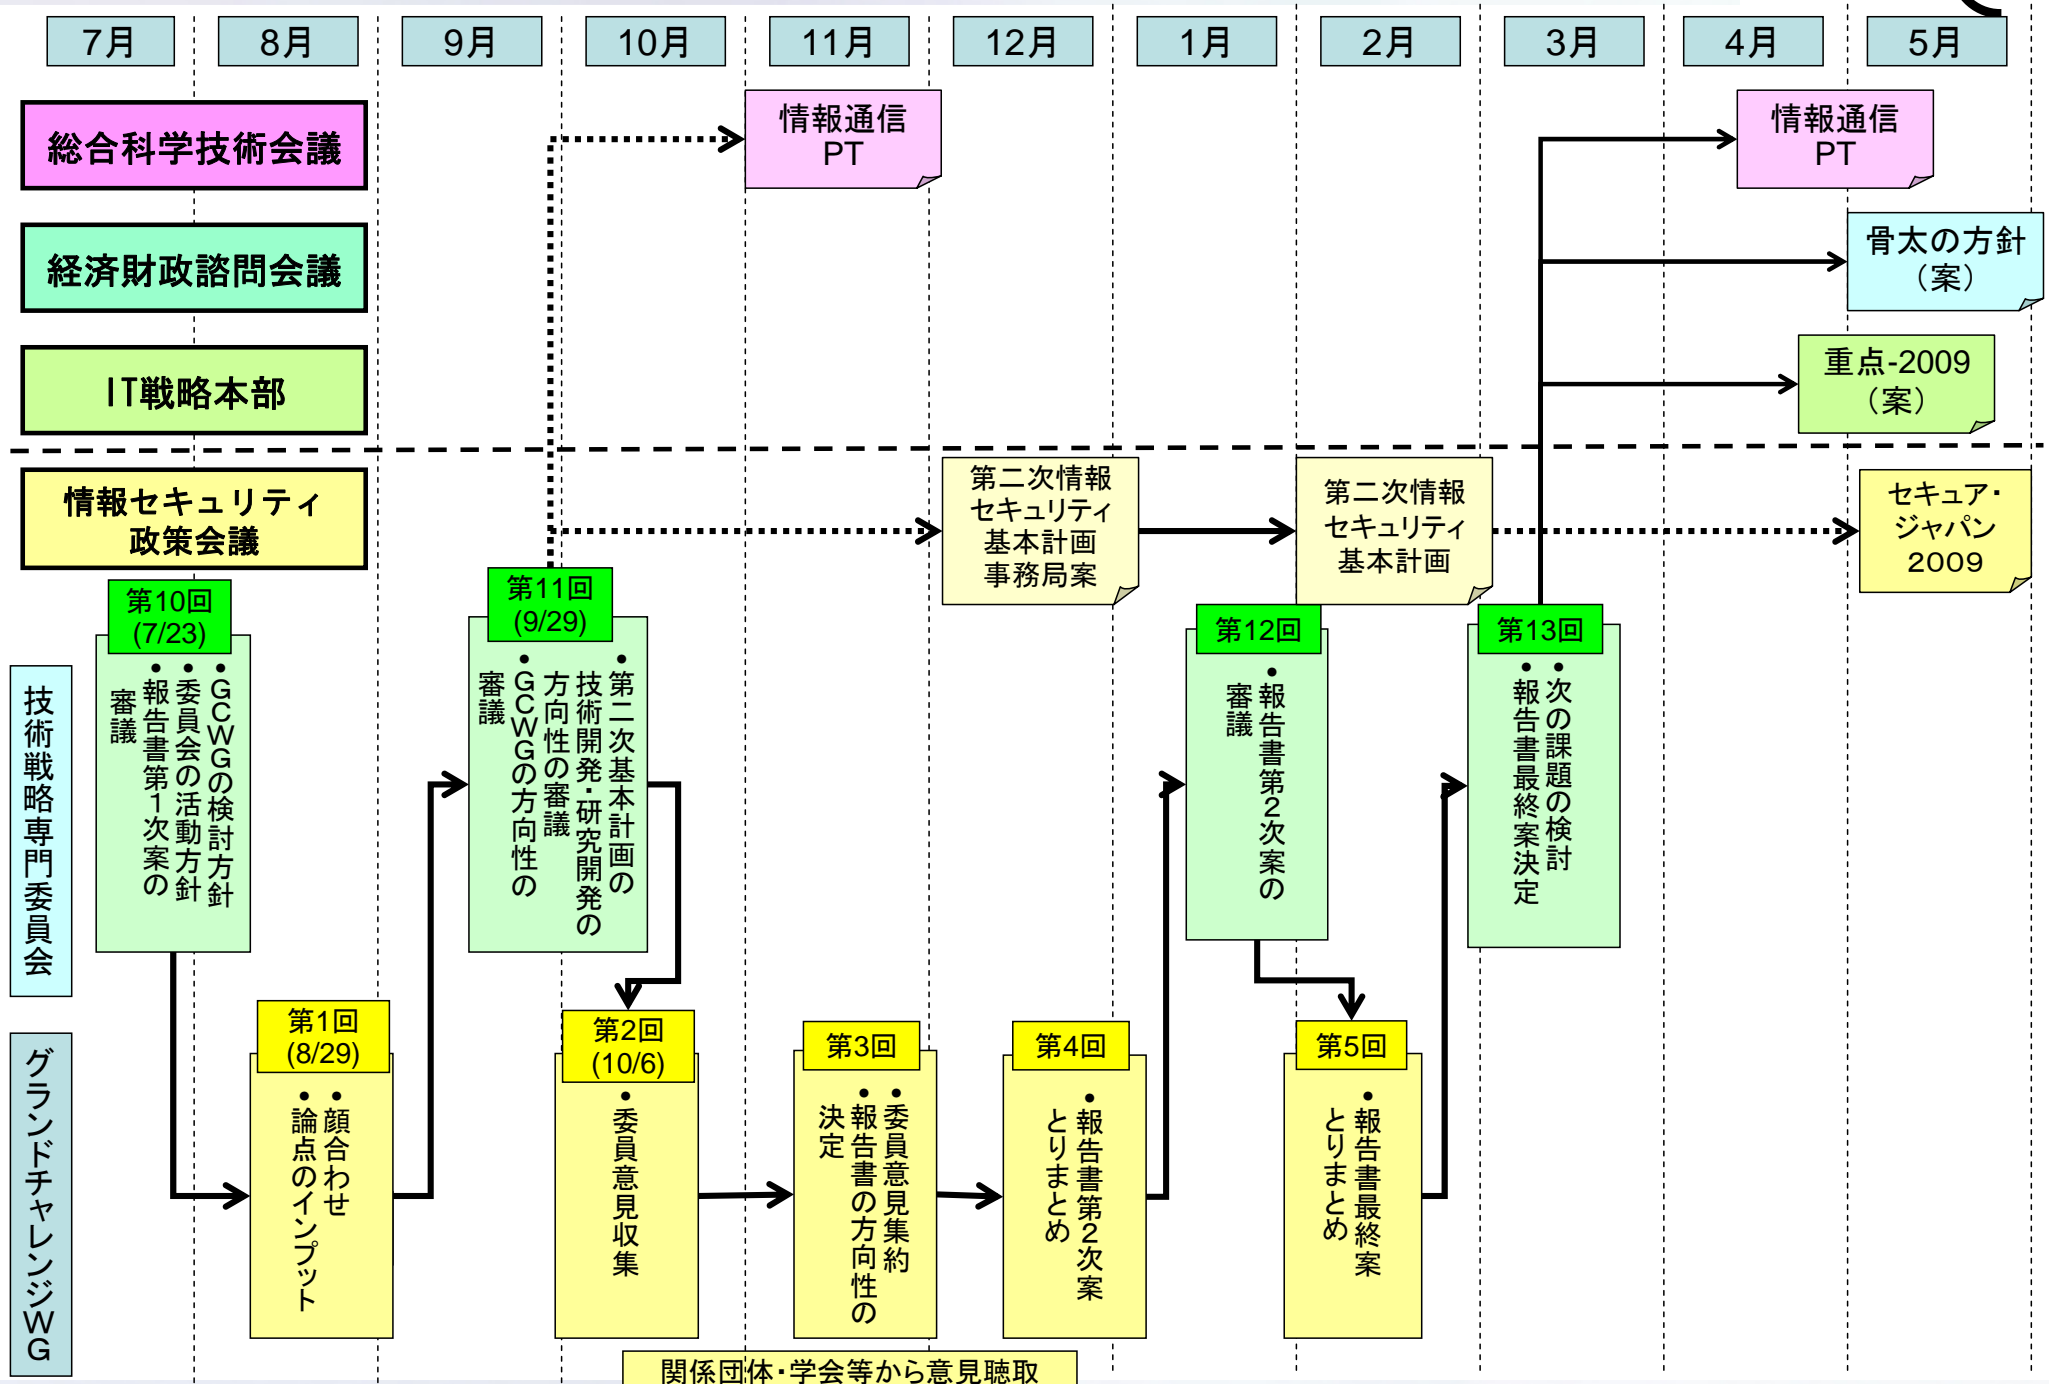 7月
8月
9月
10月
11月
12月
1月
2月
3月
4月
5月
総合科学技術会議
情報通信
PT
情報通信
PT
経済財政諮問会議
骨太の方針
（案）
IT戦略本部
重点-2009
（案）
情報セキュリティ
政策会議
第二次情報
セキュリティ
基本計画
事務局案
第二次情報
セキュリティ
基本計画
セキュア・
ジャパン
2009
技術戦略専門委員会
第10回
(7/23)
・GCWGの検討方針
・委員会の活動方針
・報告書第1次案の
審議
第11回
(9/29)
・第二次基本計画の
技術開発・研究開発の
方向性の審議
・GCWGの方向性の
審議
第12回
・報告書第2次案の
審議
第13回
・次の課題の検討
・報告書最終案決定
グランドチャレンジWG
第1回
(8/29)
・顔合わせ
・論点のインプット
第2回
(10/6)
・委員意見収集
第3回
・委員意見集約
・報告書の方向性の
決定
第4回
・報告書第2次案
とりまとめ
第5回
・報告書最終案
とりまとめ
関係団体・学会等から意見聴取